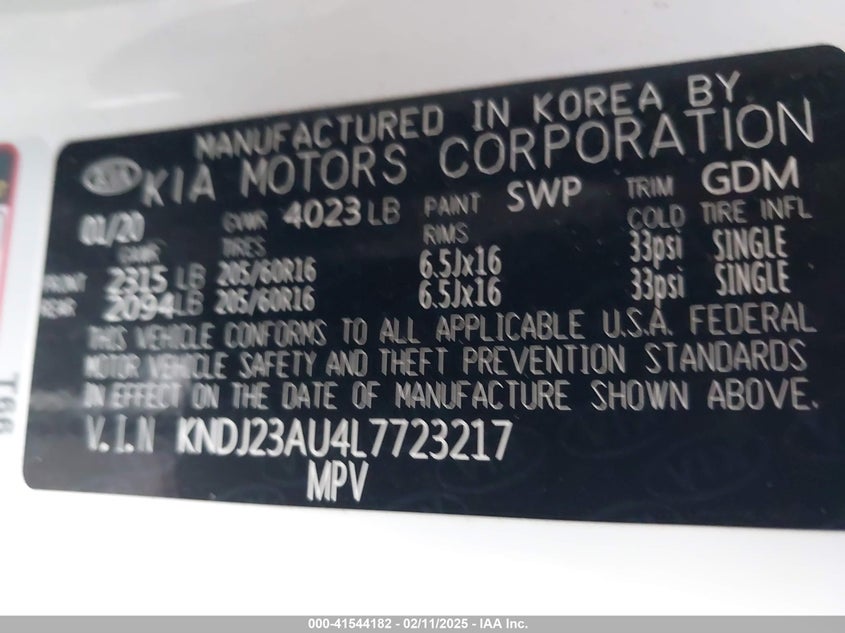 MANUFACTURED IN KOREA BY
KIA KIA MOTORS CORPORATION
01/20 GVWR 4023 LB PAINT SWP TRIM GDM
GAWR TIRES RIMS COLD TIRE INFL
FRONT 2315 LB 205/60R16 6.5Jx16 33psi SINGLE
REAR 2094 LB 205/60R16 6.5Jx16 33psi SINGLE
THIS VEHICLE CONFORMS TO ALL APPLICABLE U.S.A. FEDERAL
MOTOR VEHICLE SAFETY AND THEFT PREVENTION STANDARDS
IN EFFECT ON THE DATE OF MANUFACTURE SHOWN ABOVE.
V.I.N KNDJ23AU4L7723217
MPV
000-41544182 - 02/11/2025 - IAA Inc.